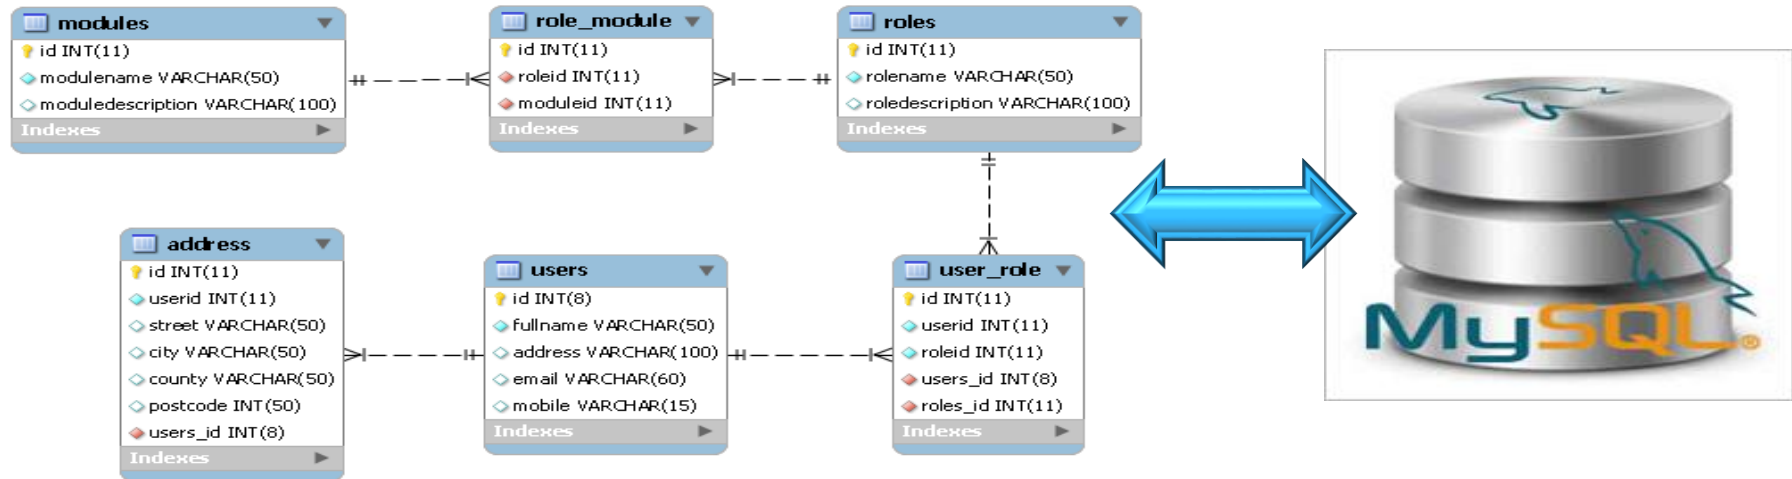 modules
id INT(11)
modulename VARCHAR(50)
moduledescription VARCHAR(100)
Indexes
role_module
id INT(11)
roleid INT(11)
moduleid INT(11)
Indexes
roles
id INT(11)
rolename VARCHAR(50)
roledescription VARCHAR(100)
Indexes
address
id INT(11)
userid INT(11)
street VARCHAR(50)
city VARCHAR(50)
county VARCHAR(50)
postcode INT(50)
users_id INT(8)
Indexes
users
id INT(8)
fullname VARCHAR(50)
address VARCHAR(100)
email VARCHAR(60)
mobile VARCHAR(15)
Indexes
user_role
id INT(11)
userid INT(11)
roleid INT(11)
users_id INT(8)
roles_id INT(11)
Indexes
MySQL®